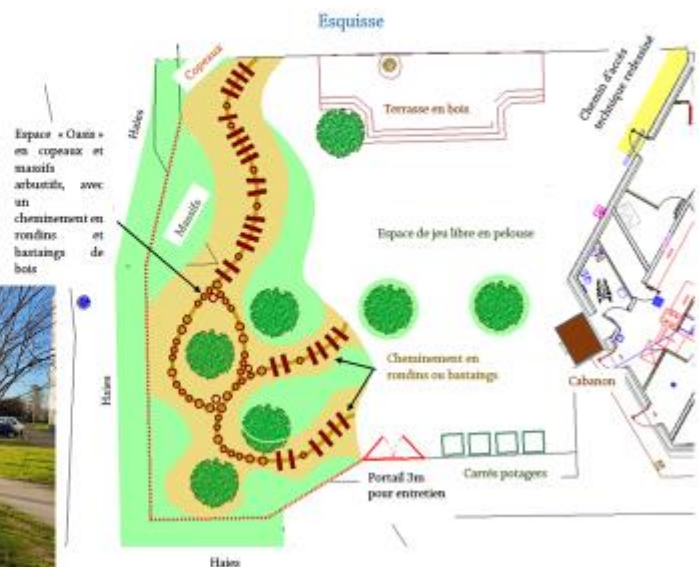 Esquisse
Copeaux
Chemin d'accès
technique redessiné
Terrasse en bois
Haies
Espace « Oasis »
en copeaux et
massifs
arbustifs, avec
un
cheminement en
rondins et
bastaings de
bois
Massifs
Espace de jeu libre en pelouse
Haies
Cheminement en
rondins ou bastaings
Cabanon
Portail 3m
pour entretien
Carrés potagers
Haies